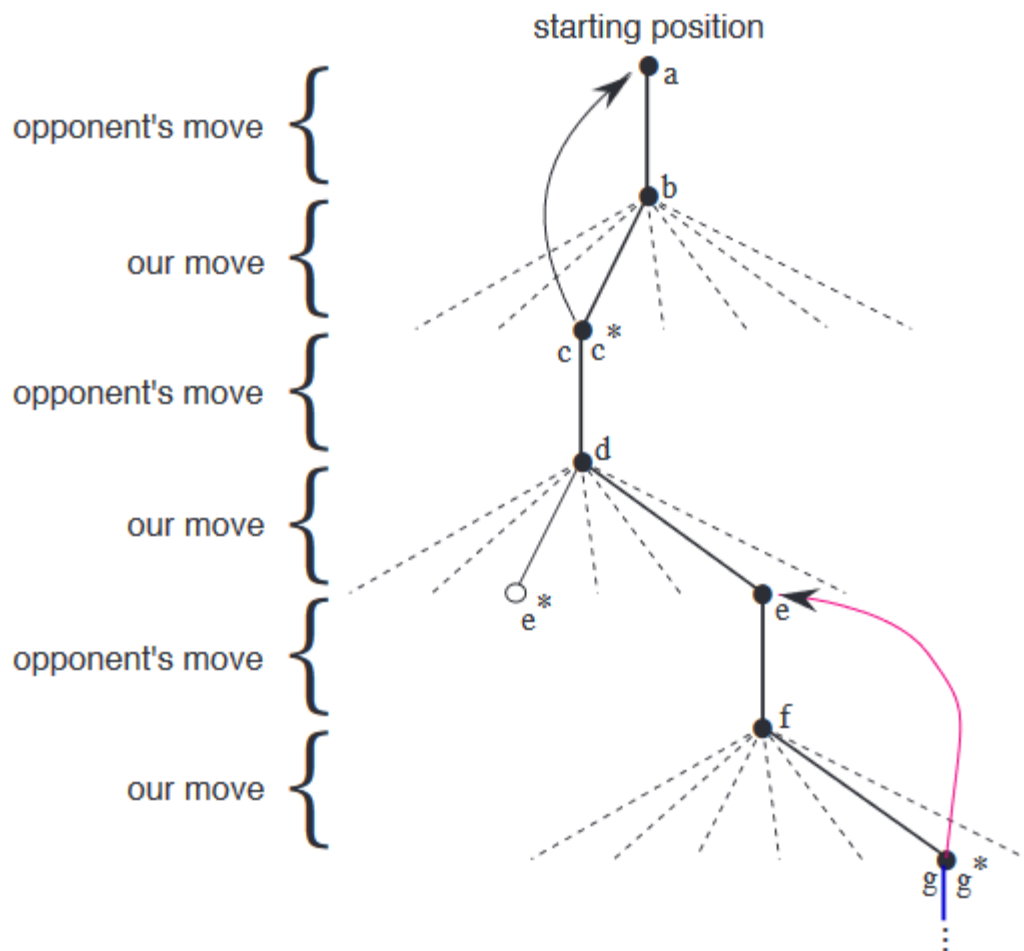 starting position
a
opponent's move
b
our move
c c*
opponent's move
d
our move
e*
e
opponent's move
f
our move
g g*
...